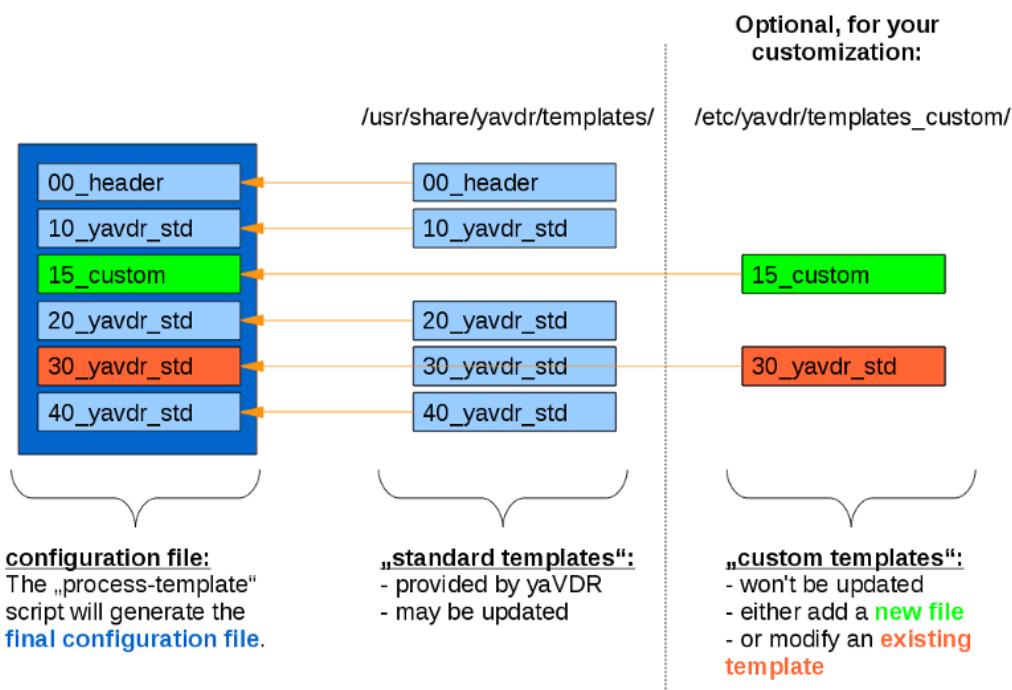 Optional, for your
customization:
/usr/share/yavdr/templates/
/etc/yavdr/templates_custom/
00_header
10_yavdr_std
15_custom
20_yavdr_std
30_yavdr_std
40_yavdr_std
00_header
10_yavdr_std
20_yavdr_std
30_yavdr_std
40_yavdr_std
15_custom
30_yavdr_std
configuration file:
The „process-template“
script will generate the
final configuration file.
„standard templates“:
- provided by yaVDR
- may be updated
„custom templates“:
- won't be updated
- either add a new file
- or modify an existing
template